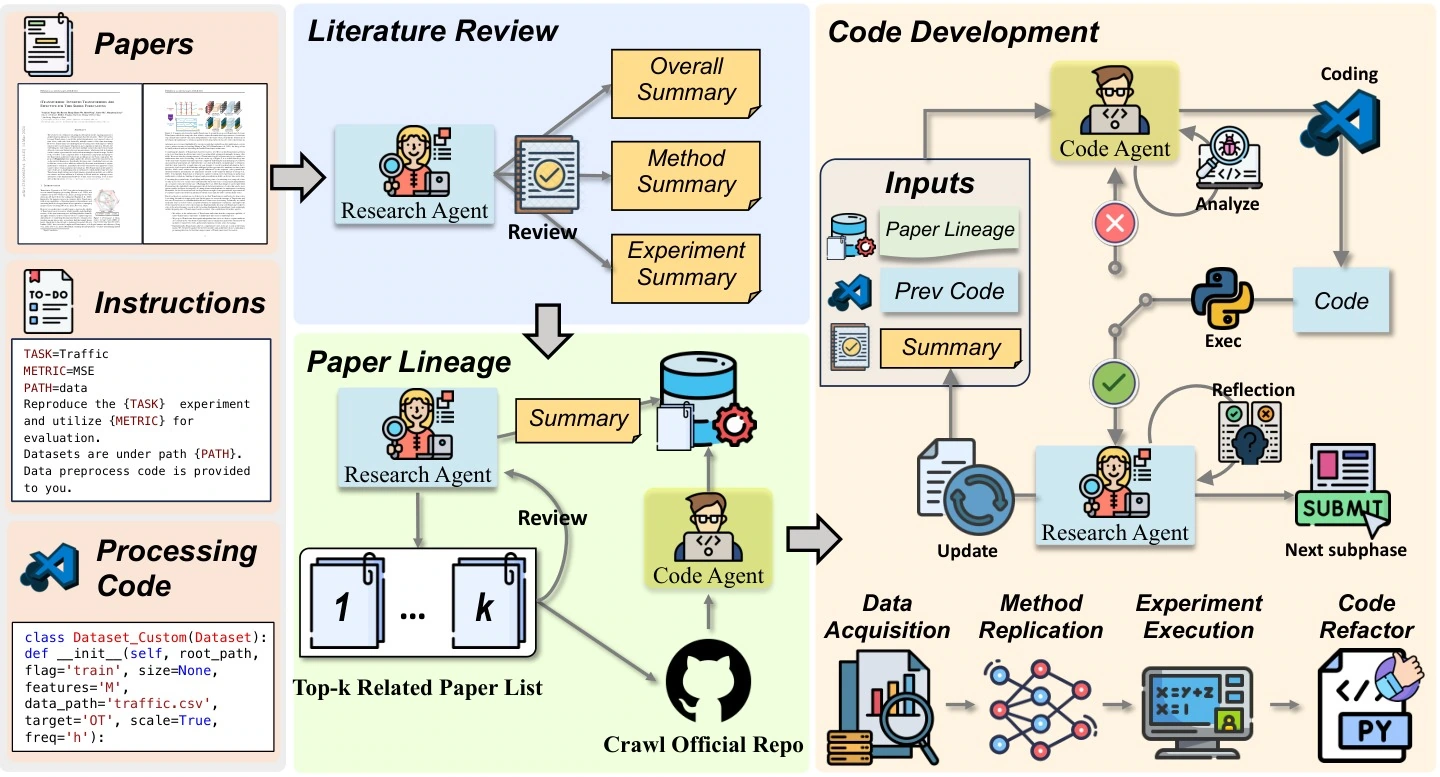 Papers
Instructions
TO-DO
TASK=Traffic
METRIC=MSE
PATH=data
Reproduce the {TASK} experiment
and utilize {METRIC} for
evaluation.
Datasets are under path {PATH}.
Data preprocess code is provided
to you.
Processing
Code
class Dataset_Custom(Dataset):
def __init__(self, root_path,
flag='train', size=None,
features='M',
data_path='traffic.csv',
target='OT', scale=True,
freq='h'):
Literature Review
Research Agent
Review
Overall
Summary
Method
Summary
Experiment
Summary
Paper Lineage
Research Agent
Summary
Review
1 ... k
Top-k Related Paper List
Code Agent
Crawl Official Repo
Code Development
Inputs
Paper Lineage
Prev Code
Summary
Code Agent
Analyze
Coding
Code
Exec
Reflection
Research Agent
Update
SUBMIT
Next subphase
Data
Acquisition
Method
Replication
Experiment
Execution
x=y+z
x=1
Code
Refactor
</>
PY